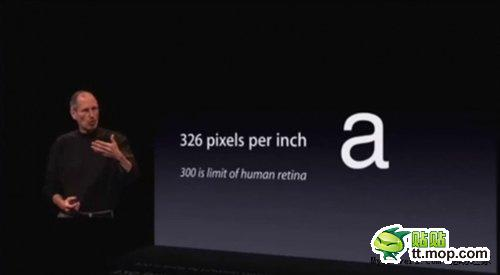 326 pixels per inch
300 is limit of human retina
a
贴贴
tt.mop.com